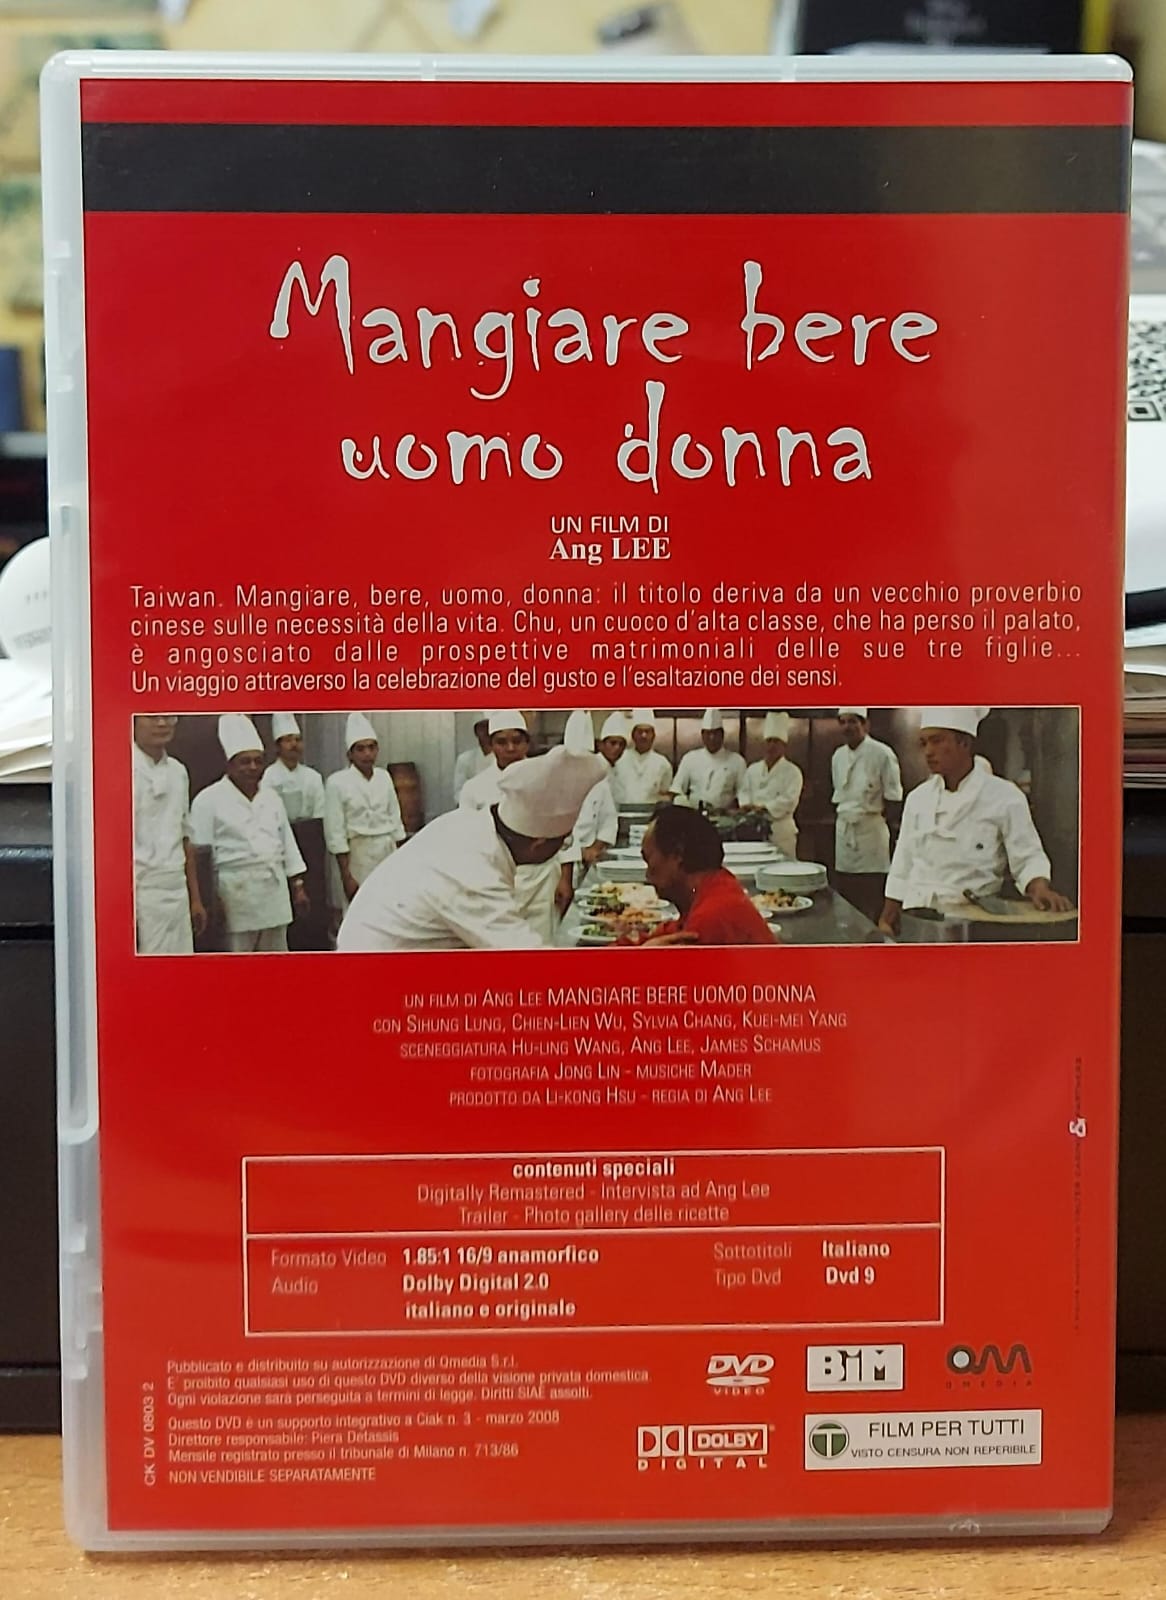 Mangiare bere
uomo donna
UN FILM DI
Ang LEE
Taiwan. Mangiare, bere, uomo, donna: il titolo deriva da un vecchio proverbio
cinese sulle necessità della vita. Chu, un cuoco d'alta classe, che ha perso il palato,
è angosciato dalle prospettive matrimoniali delle sue tre figlie...
Un viaggio attraverso la celebrazione del gusto e l'esaltazione dei sensi.
UN FILM DI ANG LEE MANGIARE BERE UOMO DONNA
CON SIHUNG LUNG, CHIEN-LIEN WU, SYLVIA CHANG, KUEI-MEI YANG
SCENEGGIATURA HU-LING WANG, ANG LEE, JAMES SCHAMUS
FOTOGRAFIA JONG LIN - MUSICHE MADER
PRODOTTO DA LI-KONG HSU - REGIA DI ANG LEE
contenuti speciali
Digitally Remastered - Intervista ad Ang Lee
Trailer - Photo gallery delle ricette
Formato Video 1.85:1 16/9 anamorfico
Audio Dolby Digital 2.0
italiano e originale
Sottotitoli Italiano
Tipo Dvd Dvd 9
Pubblicato e distribuito su autorizzazione di Qmedia S.r.l.
E' proibito qualsiasi uso di questo DVD diverso della visione privata domestica.
Ogni violazione sarà perseguita a termini di legge. Diritti SIAE assolti.
Questo DVD è un supporto integrativo a Ciak n. 3 - marzo 2008
Direttore responsabile: Piera Detassis
Mensile registrato presso il tribunale di Milano n. 713/86
NON VENDIBILE SEPARATAMENTE
CK DV 0803 2
DVD
VIDEO
BiM
QMEDIA
DOLBY
DIGITAL
T
FILM PER TUTTI
VISTO CENSURA NON REPERIBILE
&